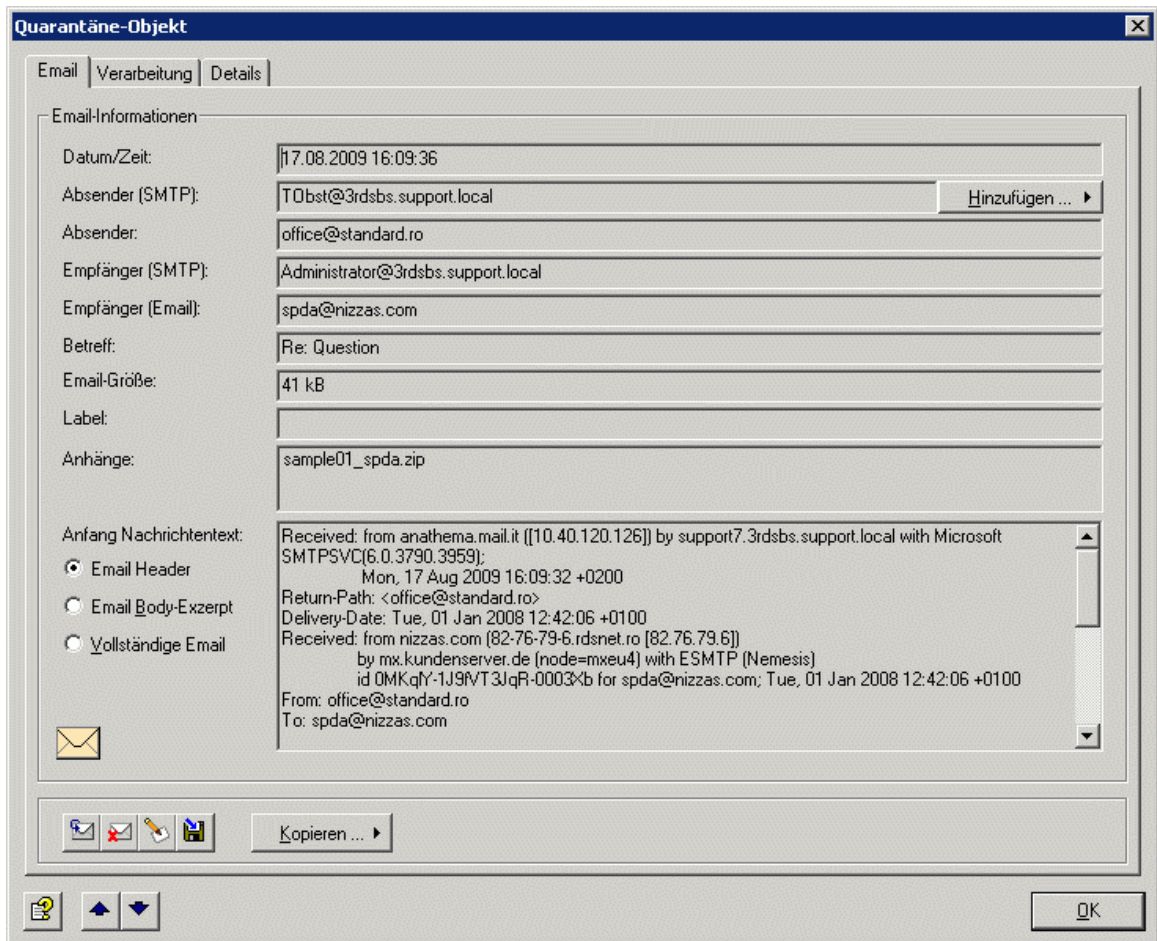 Quarantäne-Objekt
Email Verarbeitung Details
Email-Informationen
Datum/Zeit: 17.08.2009 16:09:36
Absender (SMTP): TObst@3rdsbs.support.local Hinzufügen ...
Absender: office@standard.ro
Empfänger (SMTP): Administrator@3rdsbs.support.local
Empfänger (Email): spda@nizzas.com
Betreff: Re: Question
Email-Größe: 41 kB
Label:
Anhänge: sample01_spda.zip
Anfang Nachrichtentext:
Email Header
Email Body-Exzerpt
Vollständige Email
Received: from anathema.mail.it ([10.40.120.126]) by support7.3rdsbs.support.local with Microsoft
SMTPSVC(6.0.3790.3959);
Mon, 17 Aug 2009 16:09:32 +0200
Return-Path: <office@standard.ro>
Delivery-Date: Tue, 01 Jan 2008 12:42:06 +0100
Received: from nizzas.com (82-76-79-6.rdsnet.ro [82.76.79.6])
by mx.kundenserver.de (node=mxeu4) with ESMTP (Nemesis)
id 0MKqIY-1J9fVT3JqR-0003Xb for spda@nizzas.com; Tue, 01 Jan 2008 12:42:06 +0100
From: office@standard.ro
To: spda@nizzas.com
Kopieren ...
OK